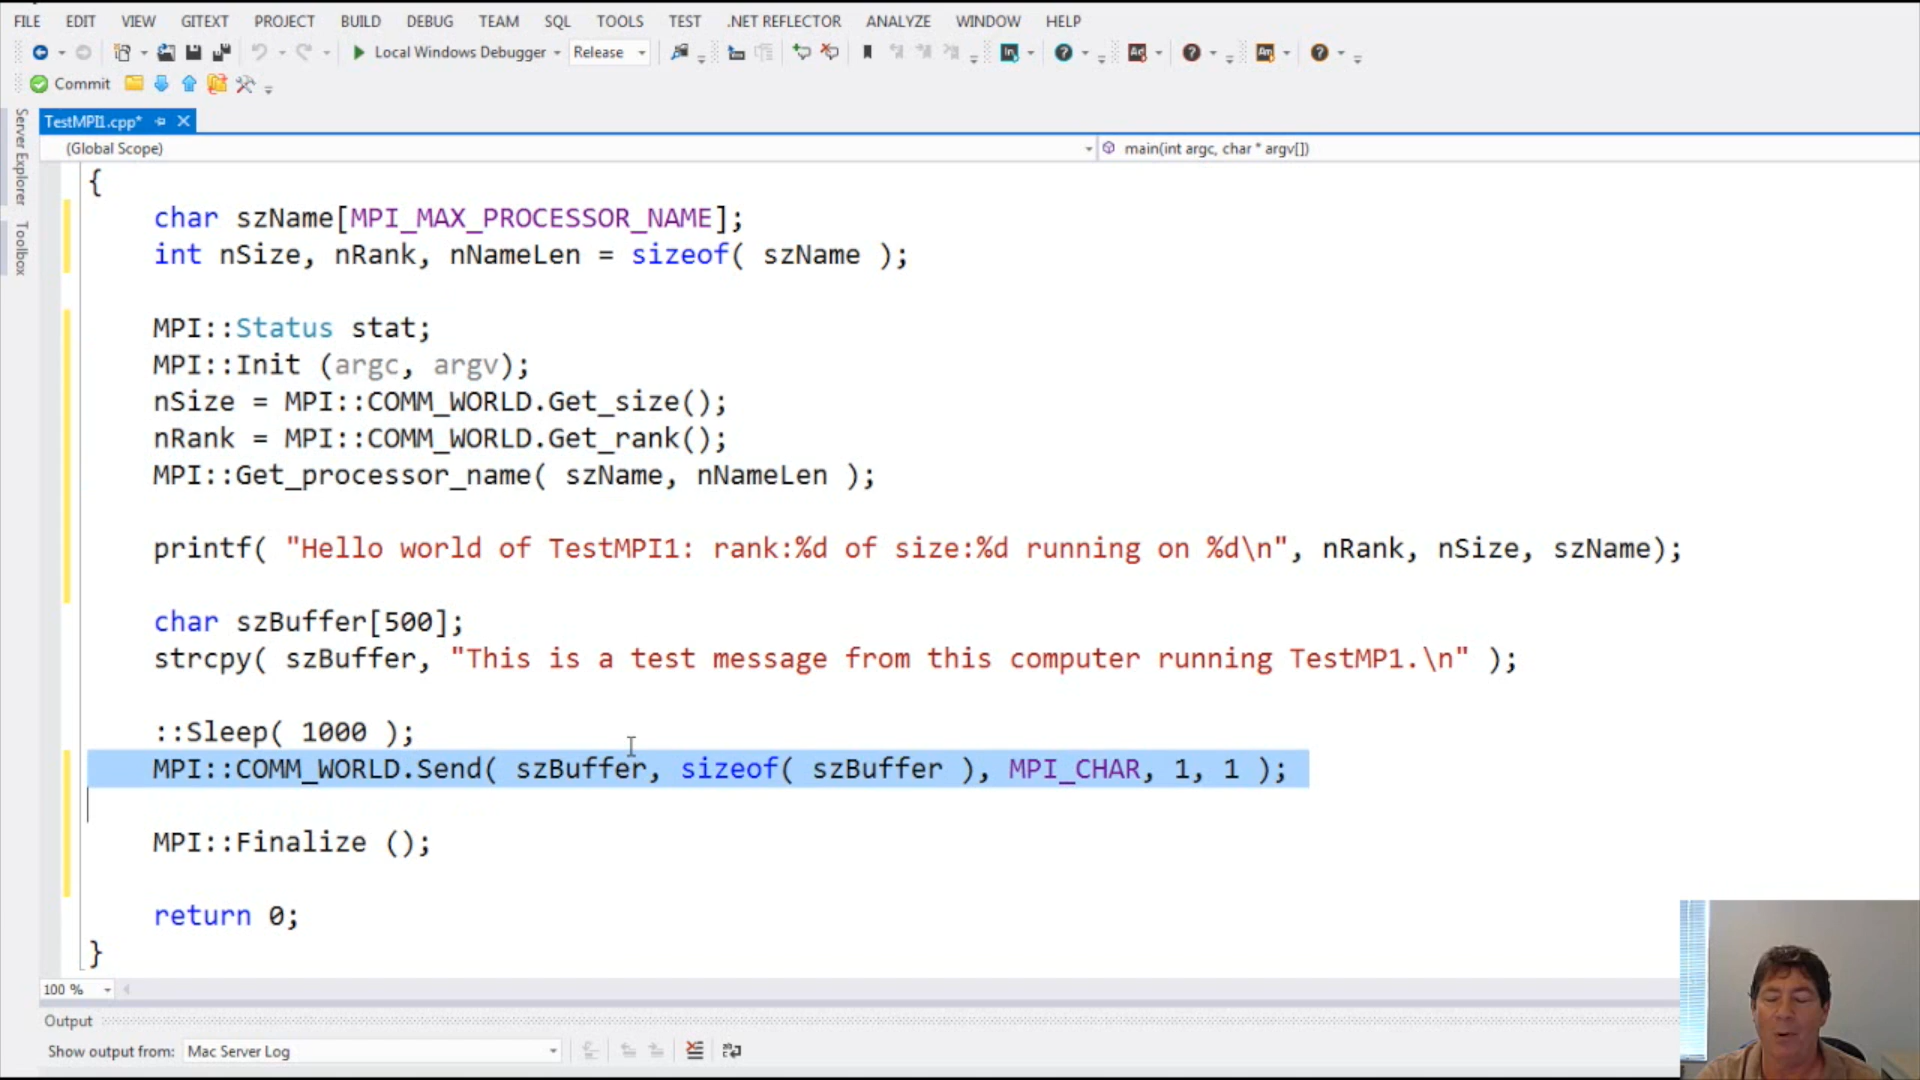 FILE EDIT VIEW GITEXT PROJECT BUILD DEBUG TEAM SQL TOOLS TEST .NET REFLECTOR ANALYZE WINDOW HELP
Local Windows Debugger Release
Commit
Server Explorer
Toolbox
TestMPI1.cpp*
(Global Scope) main(int argc, char * argv[])
{
char szName[MPI_MAX_PROCESSOR_NAME];
int nSize, nRank, nNameLen = sizeof( szName );
MPI::Status stat;
MPI::Init (argc, argv);
nSize = MPI::COMM_WORLD.Get_size();
nRank = MPI::COMM_WORLD.Get_rank();
MPI::Get_processor_name( szName, nNameLen );
printf( "Hello world of TestMPI1: rank:%d of size:%d running on %d\n", nRank, nSize, szName);
char szBuffer[500];
strcpy( szBuffer, "This is a test message from this computer running TestMP1.\n" );
::Sleep( 1000 );
MPI::COMM_WORLD.Send( szBuffer, sizeof( szBuffer ), MPI_CHAR, 1, 1 );
MPI::Finalize ();
return 0;
}
100 %
Output
Show output from: Mac Server Log